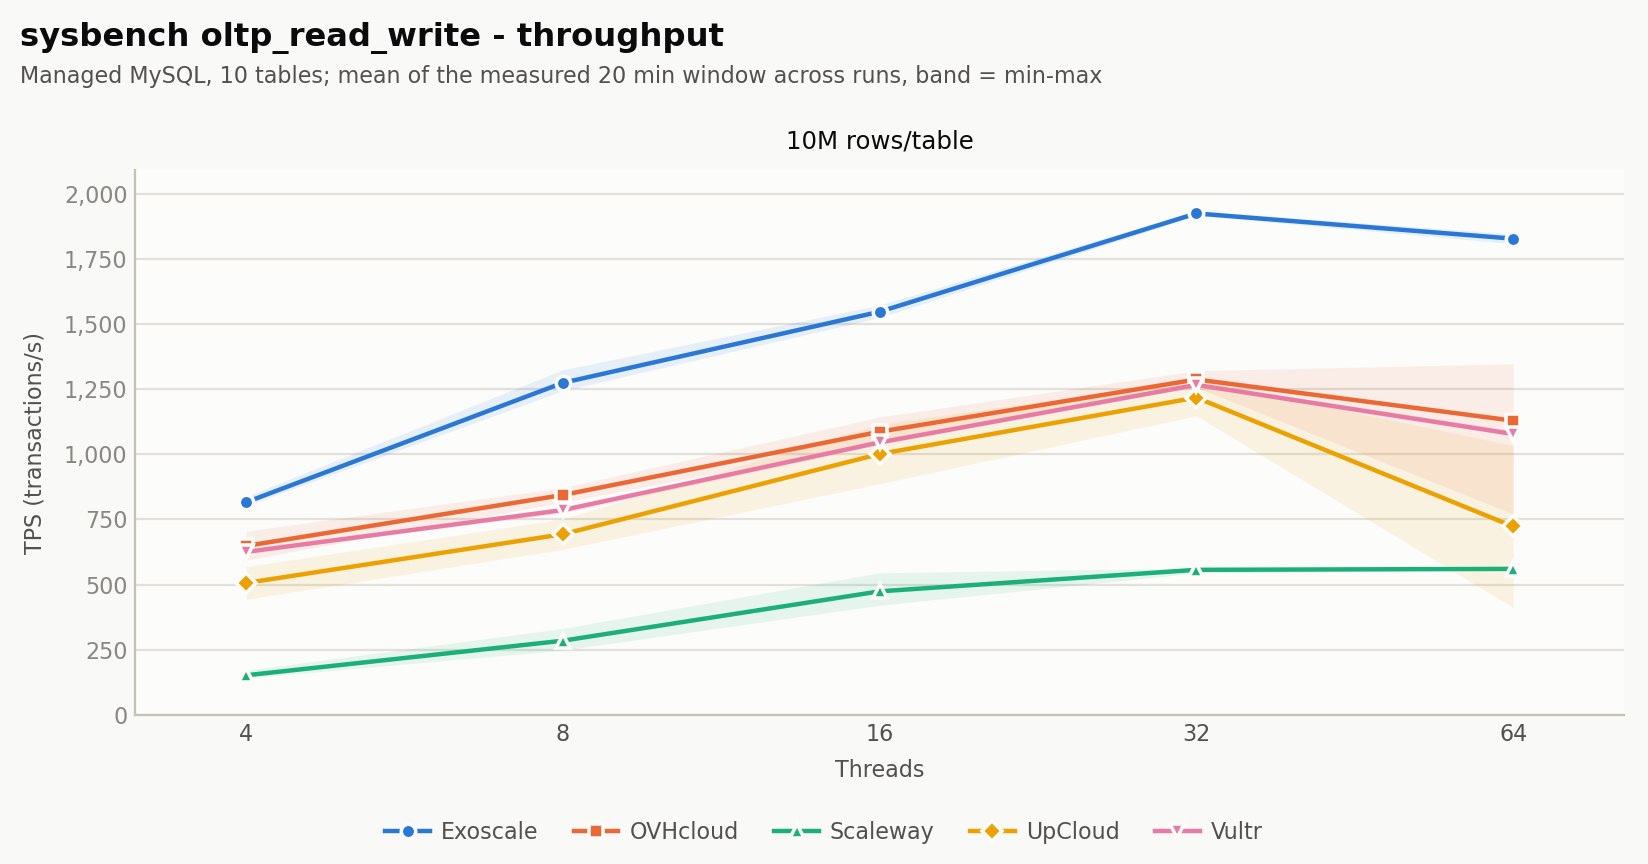 sysbench oltp_read_write - throughput
Managed MySQL, 10 tables; mean of the measured 20 min window across runs, band = min-max
10M rows/table
TPS (transactions/s)
2,000
1,750
1,500
1,250
1,000
750
500
250
0
4 8 16 32 64
Threads
Exoscale OVHcloud Scaleway UpCloud Vultr